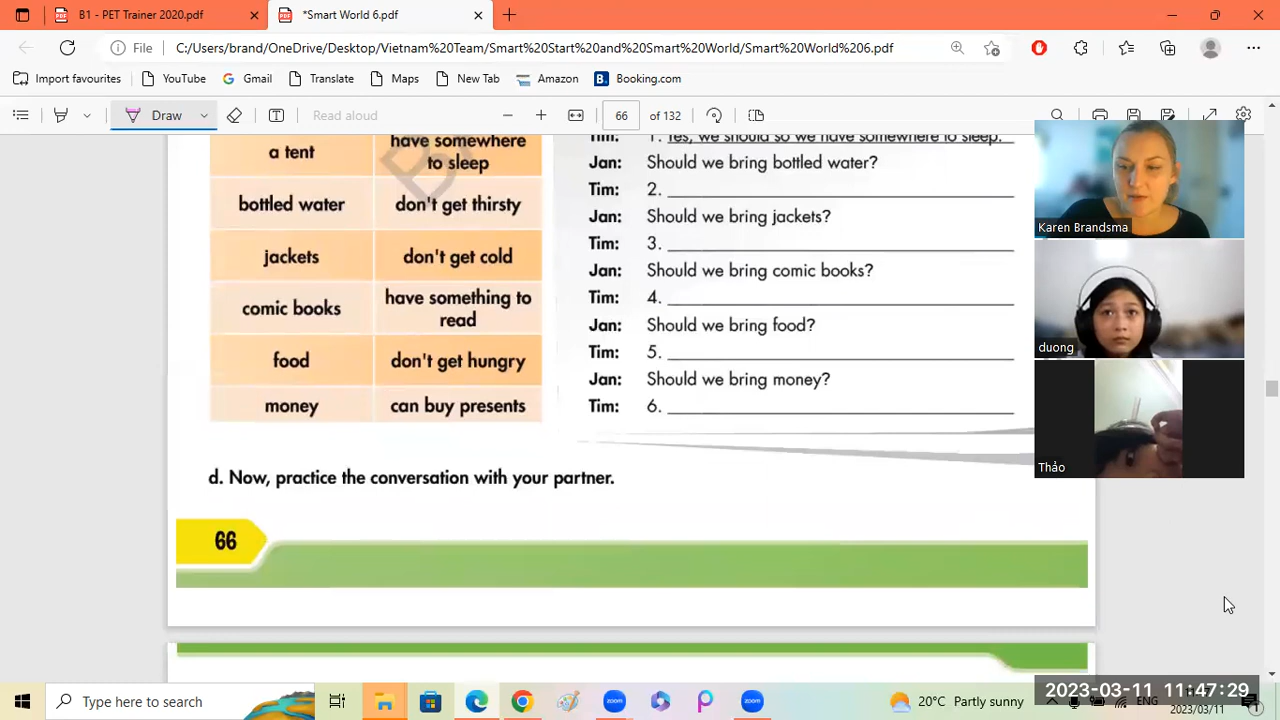 B1 - PET Trainer 2020.pdf
*Smart World 6.pdf
File
C:/Users/brand/OneDrive/Desktop/Vietnam%20Team/Smart%20Start%20and%20Smart%20World/Smart%20World%206.pdf
Import favourites YouTube Gmail Translate Maps New Tab Amazon B. Booking.com
Draw Read aloud 66 of 132
a tent
have somewhere
to sleep
bottled water
don't get thirsty
jackets
don't get cold
comic books
have something to
read
food
don't get hungry
money
can buy presents
Tim: 1. Yes, we should so we have somewhere to sleep.
Jan: Should we bring bottled water?
Tim: 2.
Jan: Should we bring jackets?
Tim: 3.
Jan: Should we bring comic books?
Tim: 4.
Jan: Should we bring food?
Tim: 5.
Jan: Should we bring money?
Tim: 6.
d. Now, practice the conversation with your partner.
66
Karen Brandsma
duong
Thảo
Type here to search
zoom
zoom
20°C Partly sunny
ENG
2023-03-11 11:47:29
2023/03/11